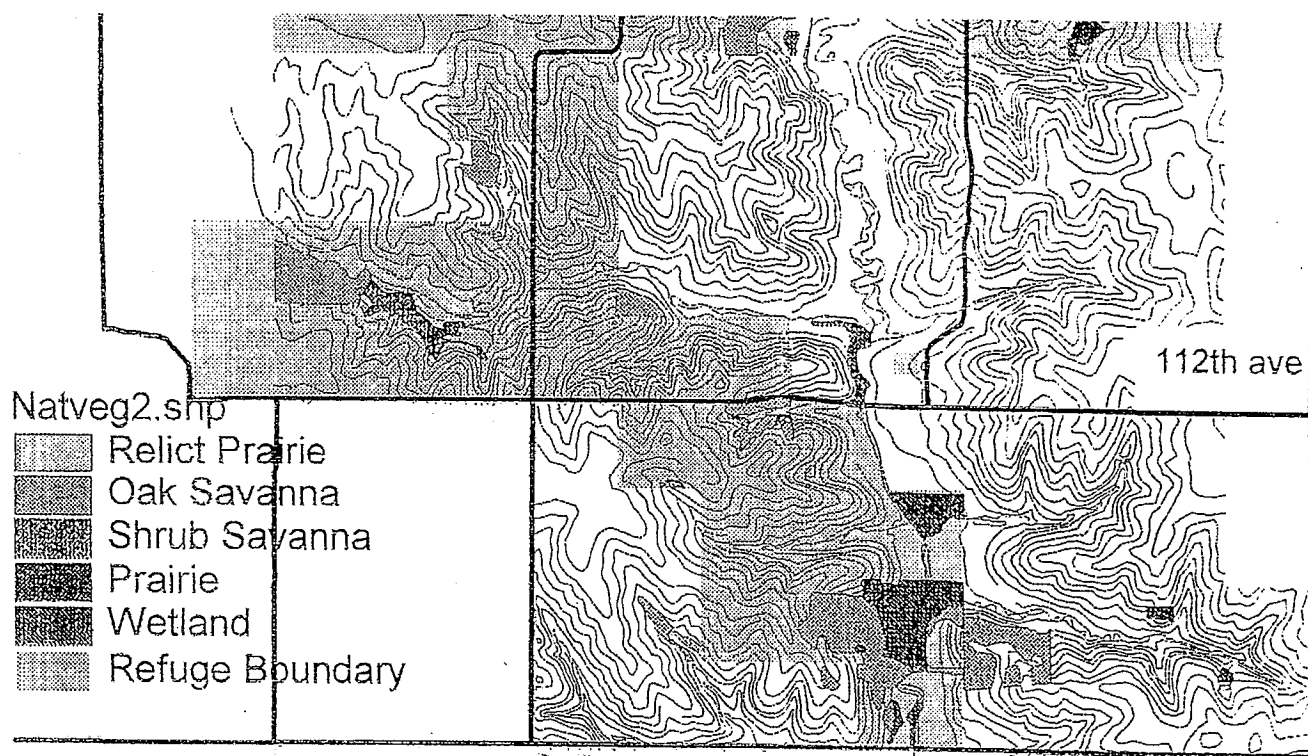 112th ave
Natveg2.shp
Relict Prairie
Oak Savanna
Shrub Savanna
Prairie
Wetland
Refuge Boundary